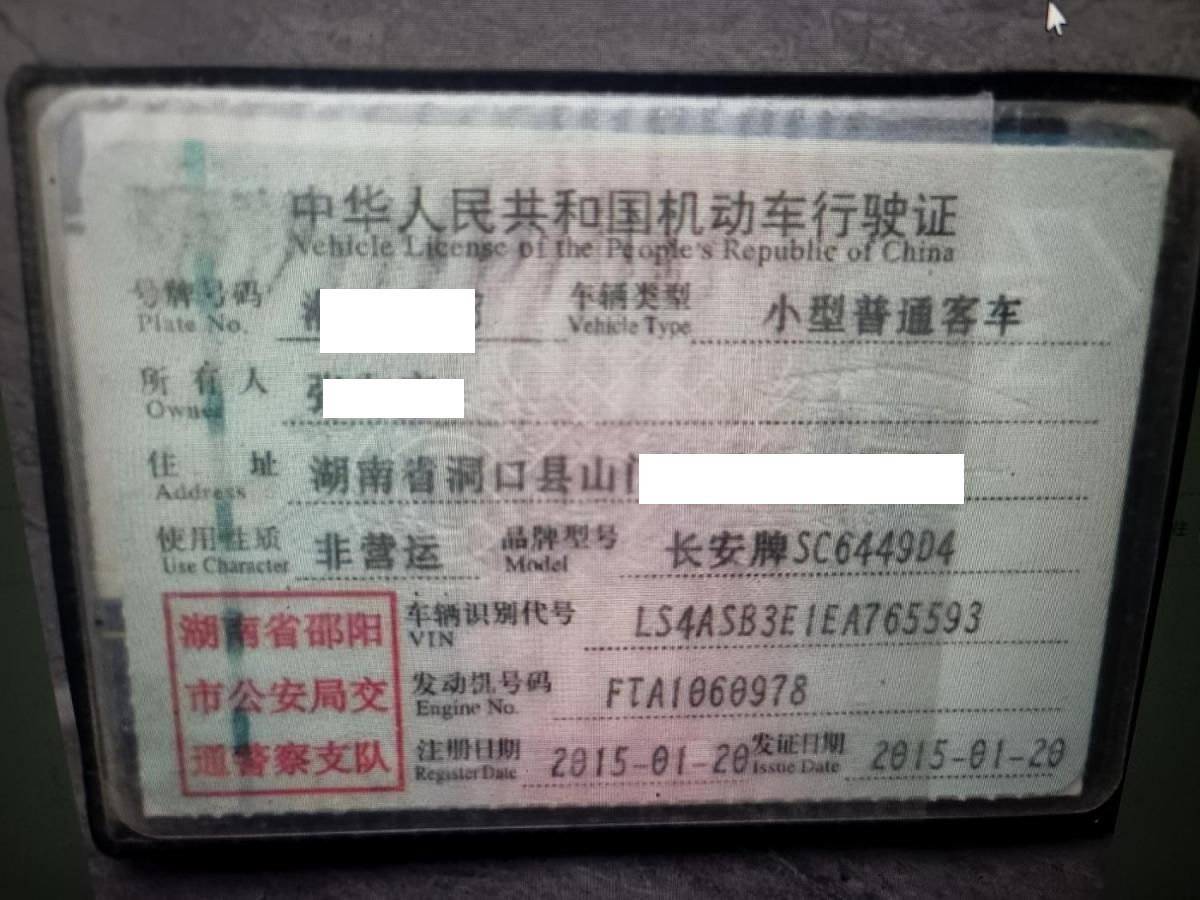 中华人民共和国机动车行驶证
Vehicle License of the People's Republic of China
号牌号码 车辆类型 小型普通客车
Plate No. Vehicle Type
所有人 张
Owner
住址 湖南省洞口县山门
Address
使用性质 非营运 品牌型号 长安牌SC6449D4
Use Character Model
湖南省邵阳
市公安局交
通警察支队
车辆识别代号 LS4ASB3E1EA765593
VIN
发动机号码 FTA1060978
Engine No.
注册日期 2015-01-20 发证日期 2015-01-20
Register Date Issue Date